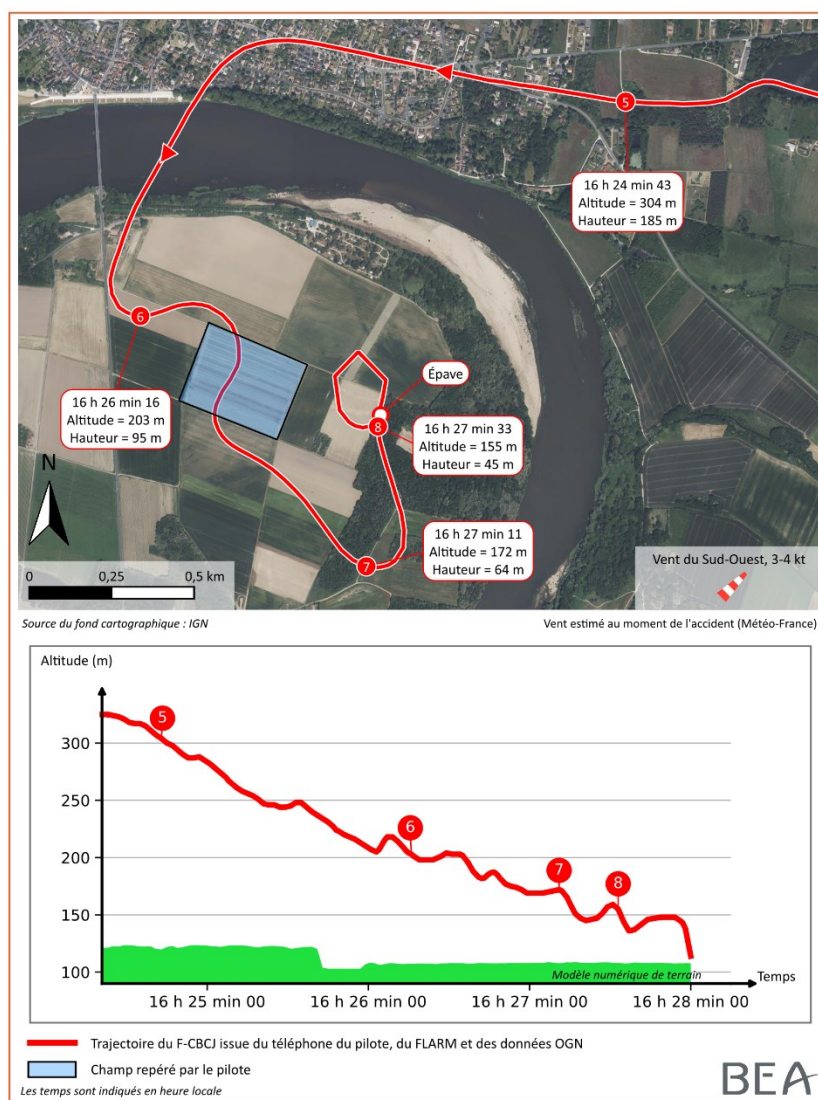 5
16 h 24 min 43
Altitude = 304 m
Hauteur = 185 m
6
16 h 26 min 16
Altitude = 203 m
Hauteur = 95 m
Épave
8
16 h 27 min 33
Altitude = 155 m
Hauteur = 45 m
7
16 h 27 min 11
Altitude = 172 m
Hauteur = 64 m
N
0
0,25
0,5 km
Vent du Sud-Ouest, 3-4 kt
Source du fond cartographique : IGN
Vent estimé au moment de l'accident (Météo-France)
Altitude (m)
5
300
250
6
200
7
8
150
100
Modèle numérique de terrain
Temps
16 h 25 min 00
16 h 26 min 00
16 h 27 min 00
16 h 28 min 00
Trajectoire du F-CBCJ issue du téléphone du pilote, du FLARM et des données OGN
Champ repéré par le pilote
Les temps sont indiqués en heure locale
BEA